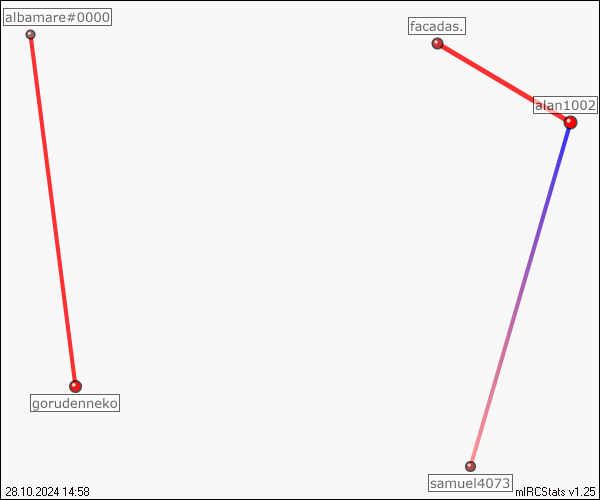 albamare#0000
facadas.
alan1002
gorudenneko
samuel4073
28.10.2024 14:58
mIRCStats v1.25